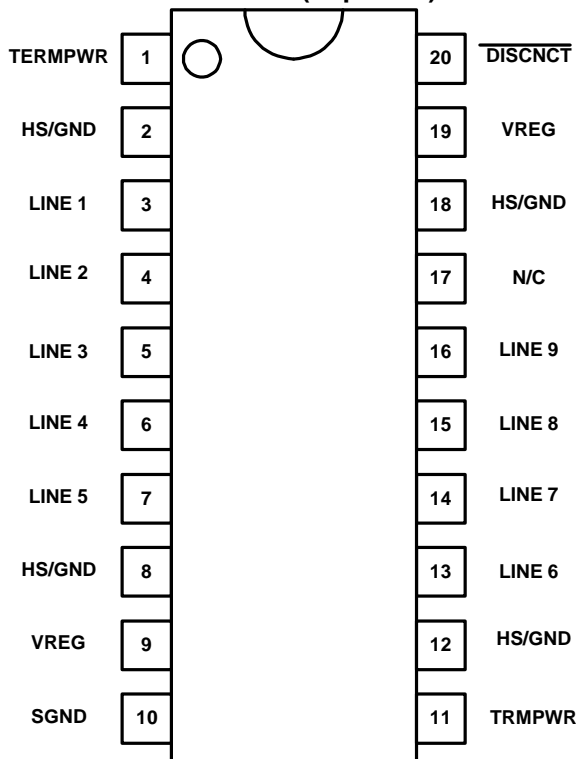 TERMPWR 1 20 DISCNCT
HS/GND 2 19 VREG
LINE 1 3 18 HS/GND
LINE 2 4 17 N/C
LINE 3 5 16 LINE 9
LINE 4 6 15 LINE 8
LINE 5 7 14 LINE 7
HS/GND 8 13 LINE 6
VREG 9 12 HS/GND
SGND 10 11 TRMPWR